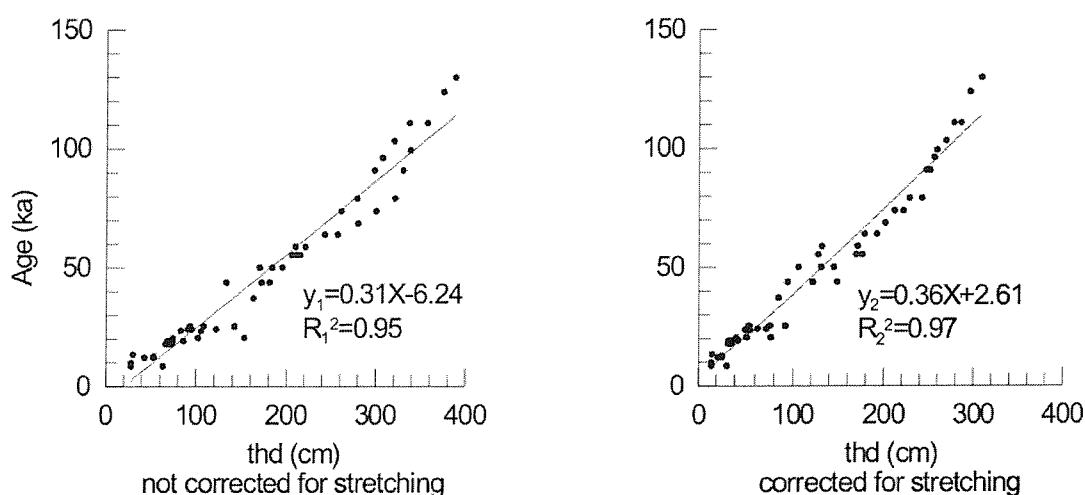 150
100
50
0
Age (ka)
y₁=0.31X-6.24
R₁²=0.95
0 100 200 300 400
thd (cm)
not corrected for stretching
150
100
50
0
y₂=0.36X+2.61
R₂²=0.97
0 100 200 300 400
thd (cm)
corrected for stretching